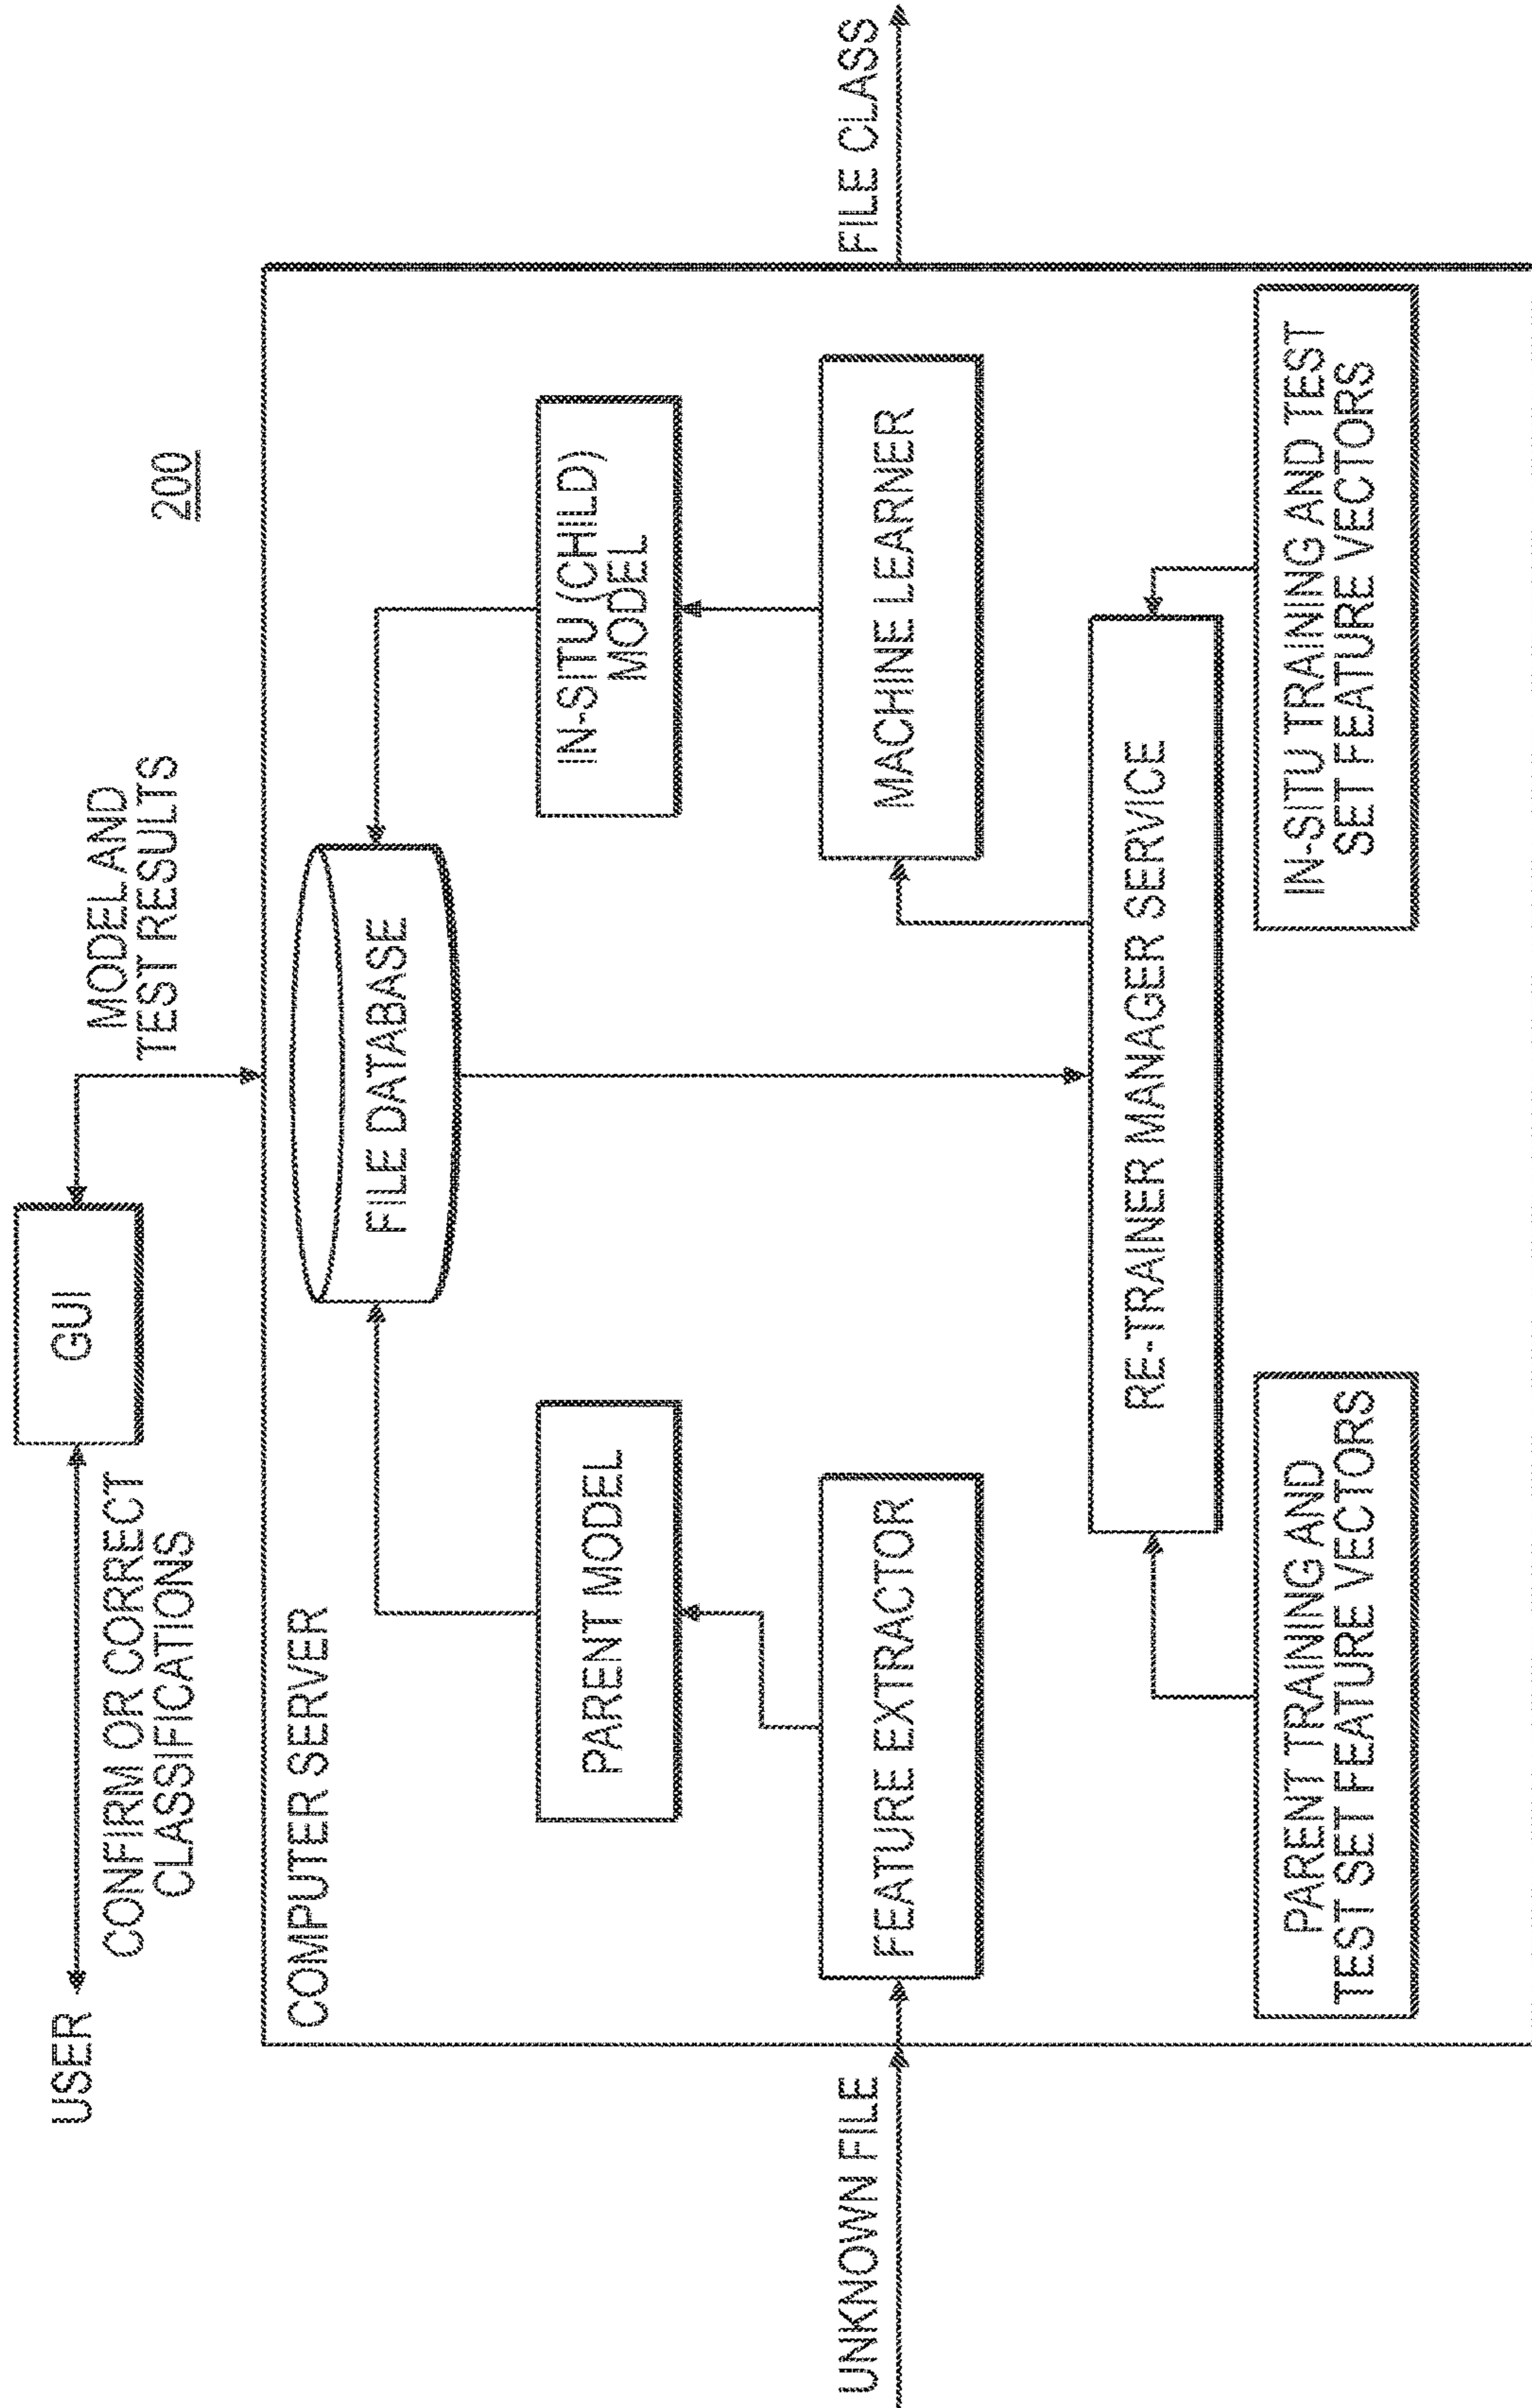 200
USER
CONFIRM OR CORRECT
CLASSIFICATIONS
GUI
MODEL AND
TEST RESULTS
COMPUTER SERVER
FILE DATABASE
PARENT MODEL
IN-SITU (CHILD)
MODEL
UNKNOWN FILE
FEATURE EXTRACTOR
MACHINE LEARNER
FILE CLASS
RE-TRAINER MANAGER SERVICE
PARENT TRAINING AND
TEST SET FEATURE VECTORS
IN-SITU TRAINING AND TEST
SET FEATURE VECTORS